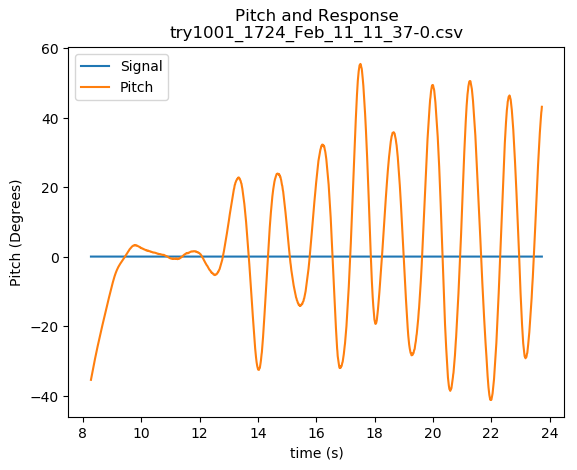 Pitch and Response
try1001_1724_Feb_11_11_37-0.csv
Signal
Pitch
60
40
20
0
−20
−40
Pitch (Degrees)
8 10 12 14 16 18 20 22 24
time (s)